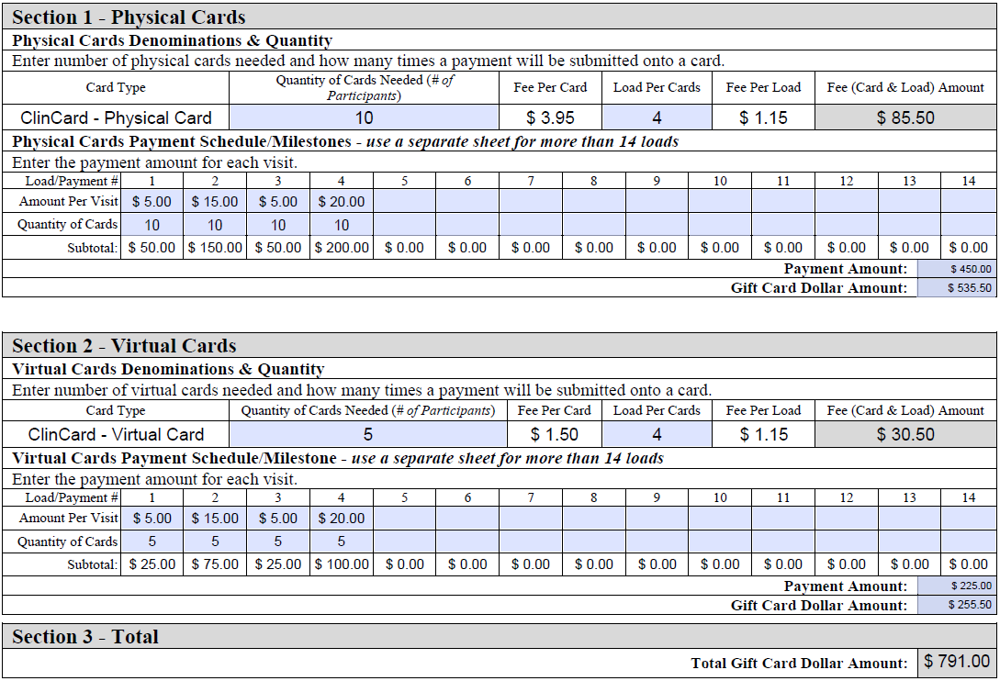 Section 1 - Physical Cards
Physical Cards Denominations & Quantity
Enter number of physical cards needed and how many times a payment will be submitted onto a card.
Card Type Quantity of Cards Needed (# of Participants) Fee Per Card Load Per Cards Fee Per Load Fee (Card & Load) Amount
ClinCard - Physical Card 10 $ 3.95 4 $ 1.15 $ 85.50
Physical Cards Payment Schedule/Milestones - use a separate sheet for more than 14 loads
Enter the payment amount for each visit.
Load/Payment # 1 2 3 4 5 6 7 8 9 10 11 12 13 14
Amount Per Visit $ 5.00 $ 15.00 $ 5.00 $ 20.00
Quantity of Cards 10 10 10 10
Subtotal: $ 50.00 $ 150.00 $ 50.00 $ 200.00 $ 0.00 $ 0.00 $ 0.00 $ 0.00 $ 0.00 $ 0.00 $ 0.00 $ 0.00 $ 0.00 $ 0.00
Payment Amount: $ 450.00
Gift Card Dollar Amount: $ 535.50
Section 2 - Virtual Cards
Virtual Cards Denominations & Quantity
Enter number of virtual cards needed and how many times a payment will be submitted onto a card.
Card Type Quantity of Cards Needed (# of Participants) Fee Per Card Load Per Cards Fee Per Load Fee (Card & Load) Amount
ClinCard - Virtual Card 5 $ 1.50 4 $ 1.15 $ 30.50
Virtual Cards Payment Schedule/Milestone - use a separate sheet for more than 14 loads
Enter the payment amount for each visit.
Load/Payment # 1 2 3 4 5 6 7 8 9 10 11 12 13 14
Amount Per Visit $ 5.00 $ 15.00 $ 5.00 $ 20.00
Quantity of Cards 5 5 5 5
Subtotal: $ 25.00 $ 75.00 $ 25.00 $ 100.00 $ 0.00 $ 0.00 $ 0.00 $ 0.00 $ 0.00 $ 0.00 $ 0.00 $ 0.00 $ 0.00 $ 0.00
Payment Amount: $ 225.00
Gift Card Dollar Amount: $ 255.50
Section 3 - Total
Total Gift Card Dollar Amount: $ 791.00